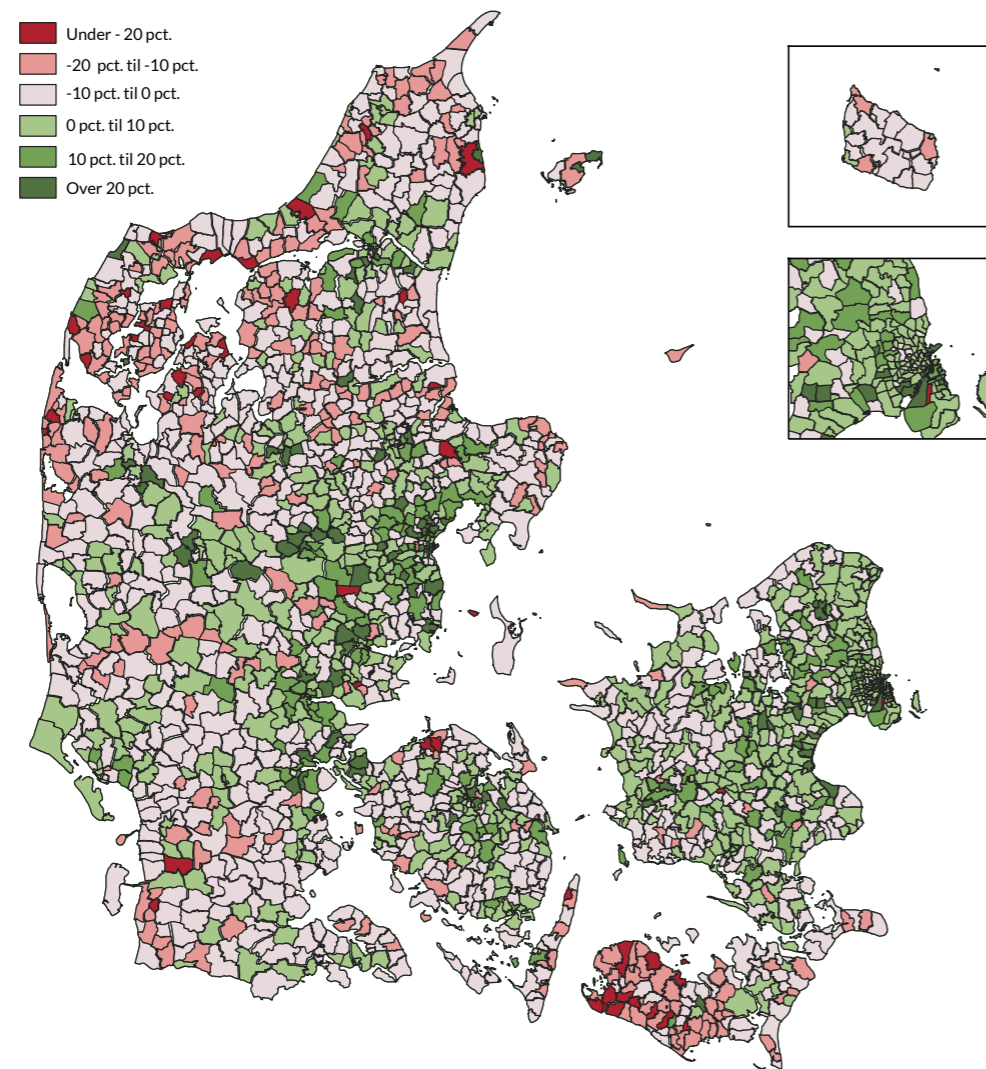 Under - 20 pct.
-20 pct. til -10 pct.
-10 pct. til 0 pct.
0 pct. til 10 pct.
10 pct. til 20 pct.
Over 20 pct.